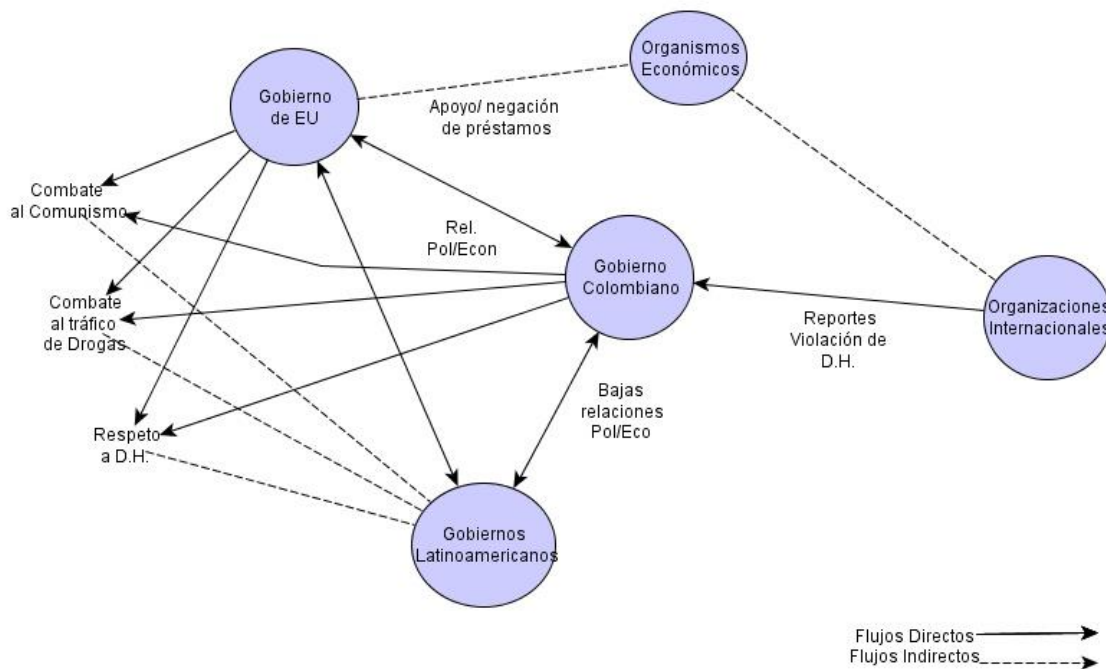 Organismos
Económicos
Gobierno
de EU
Apoyo/ negación
de préstamos
Combate
al Comunismo
Rel.
Pol/Econ
Gobierno
Colombiano
Combate
al tráfico
de Drogas
Organizaciones
Internacionales
Reportes
Violación de
D.H.
Bajas
relaciones
Pol/Eco
Respeto
a D.H.
Gobiernos
Latinoamericanos
Flujos Directos
Flujos Indirectos